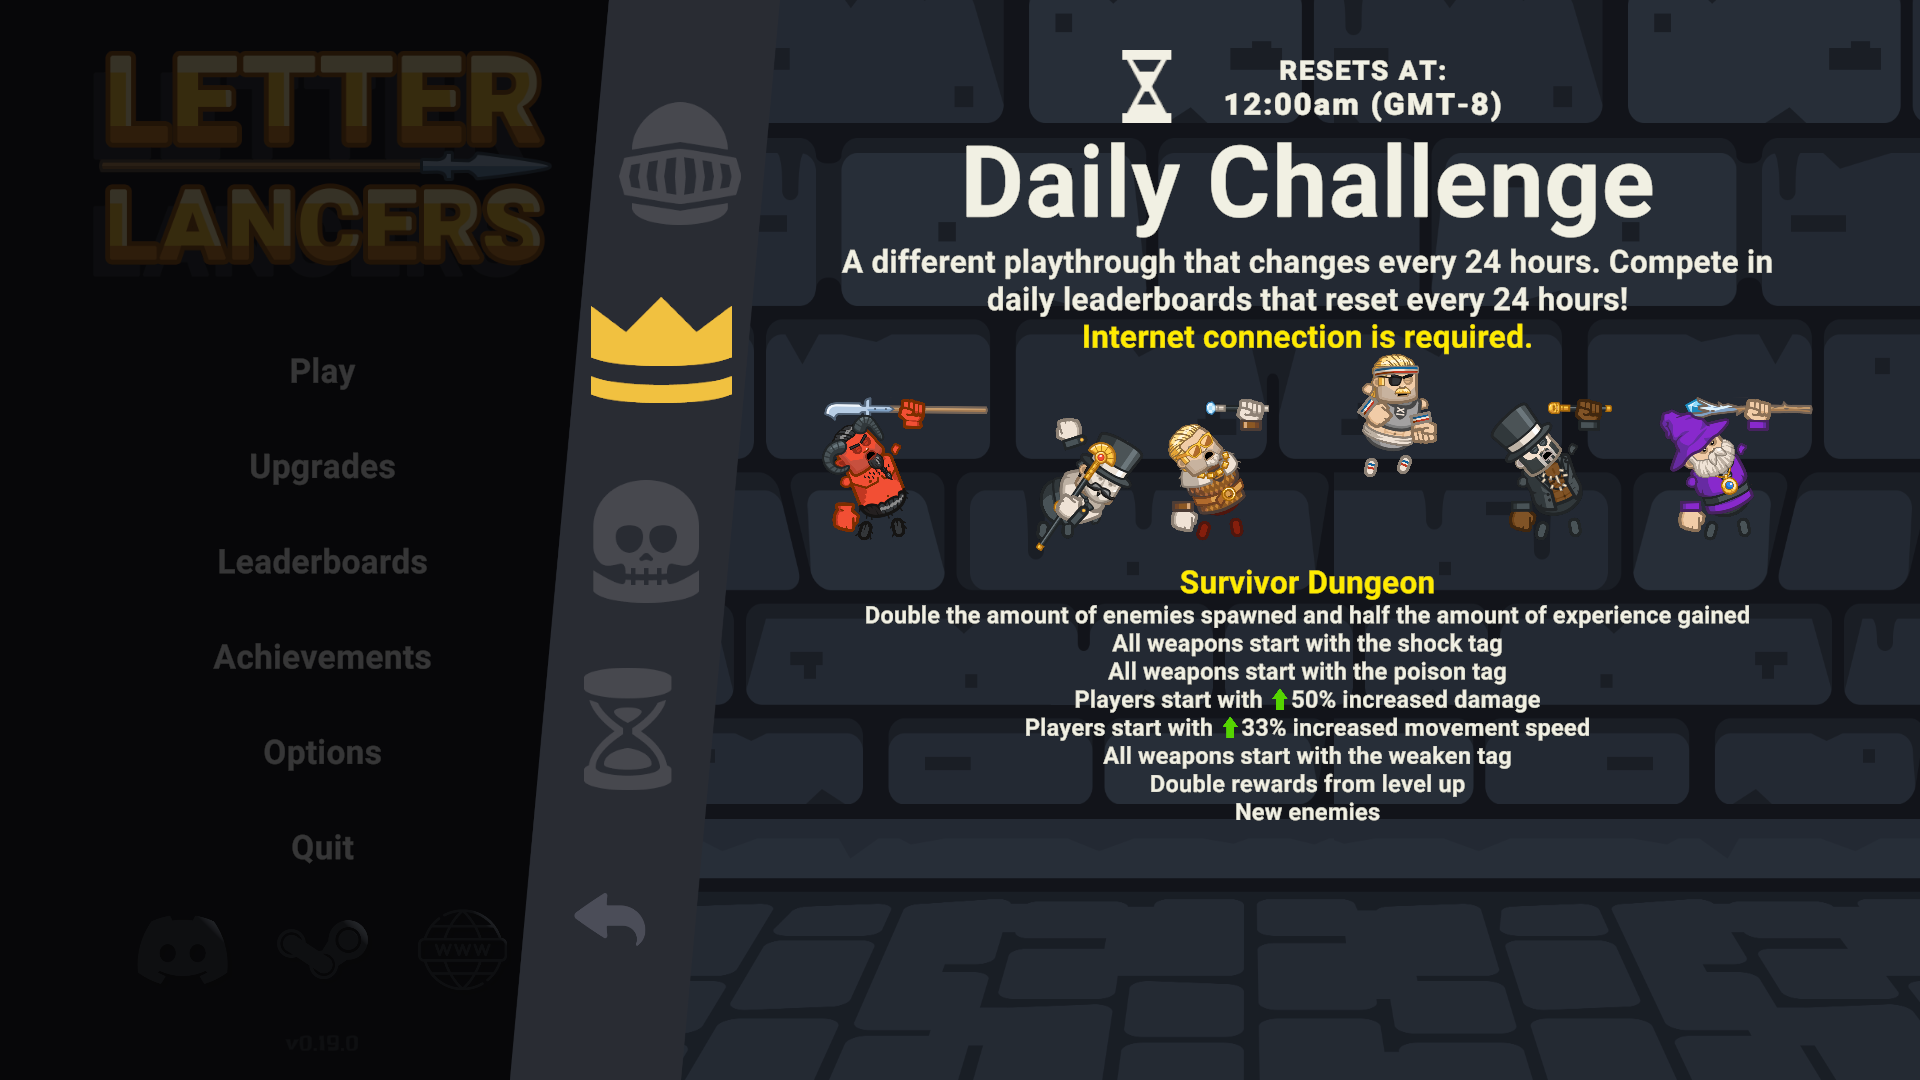 LETTER
LANCERS
Play
Upgrades
Leaderboards
Achievements
Options
Quit
WWW
v0.19.0
RESETS AT:
12:00am (GMT-8)
Daily Challenge
A different playthrough that changes every 24 hours. Compete in
daily leaderboards that reset every 24 hours!
Internet connection is required.
Survivor Dungeon
Double the amount of enemies spawned and half the amount of experience gained
All weapons start with the shock tag
All weapons start with the poison tag
Players start with 50% increased damage
Players start with 33% increased movement speed
All weapons start with the weaken tag
Double rewards from level up
New enemies